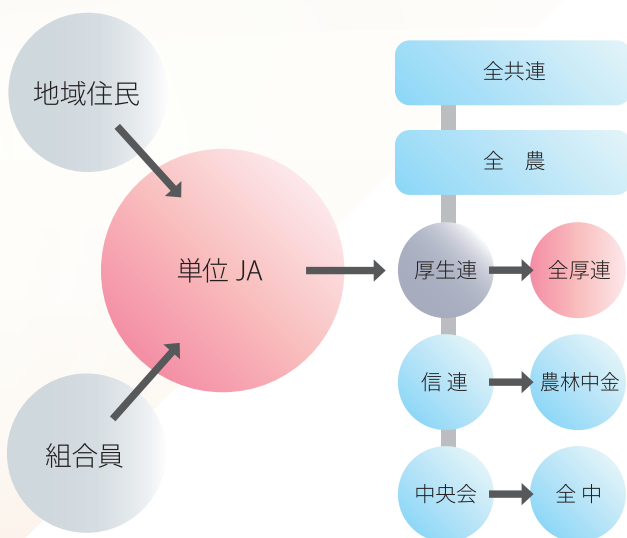 地域住民
組合員
単位 JA
全共連
全　農
厚生連
全厚連
信 連
農林中金
中央会
全 中